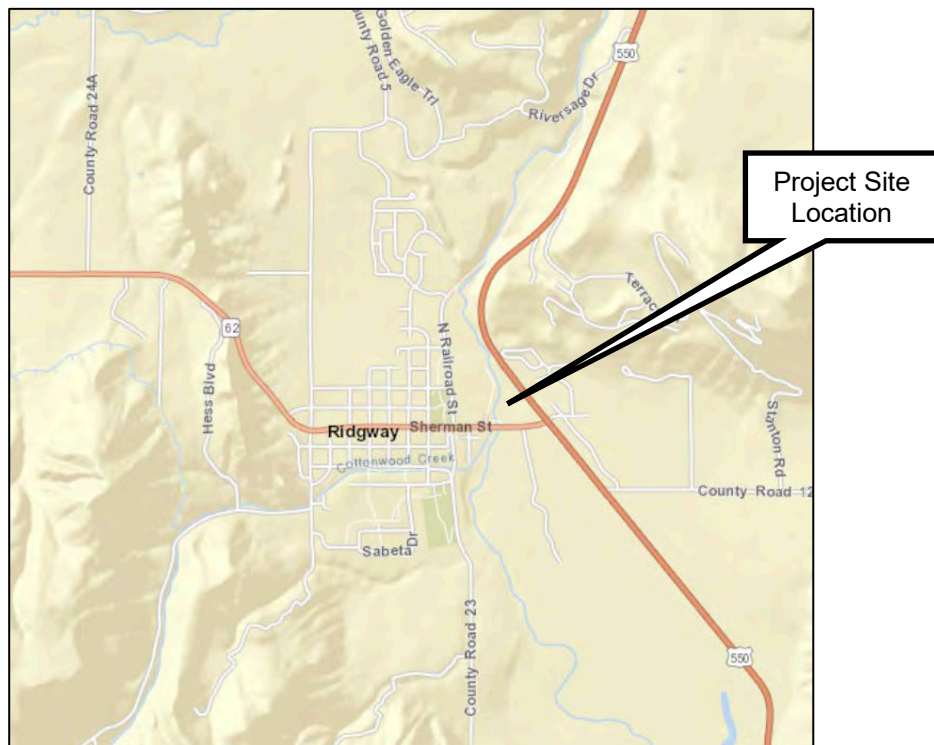 550
Golden Eagle Trl
County Road 5
County Road 24A
Riversage Dr
Project Site
Location
Terrac
62
N Railroad St
Hess Blvd
Ridgway
Sherman St
Stanton Rd
Cottonwood Creek
County Road 12
Sabeta
Dr
County Road 23
550